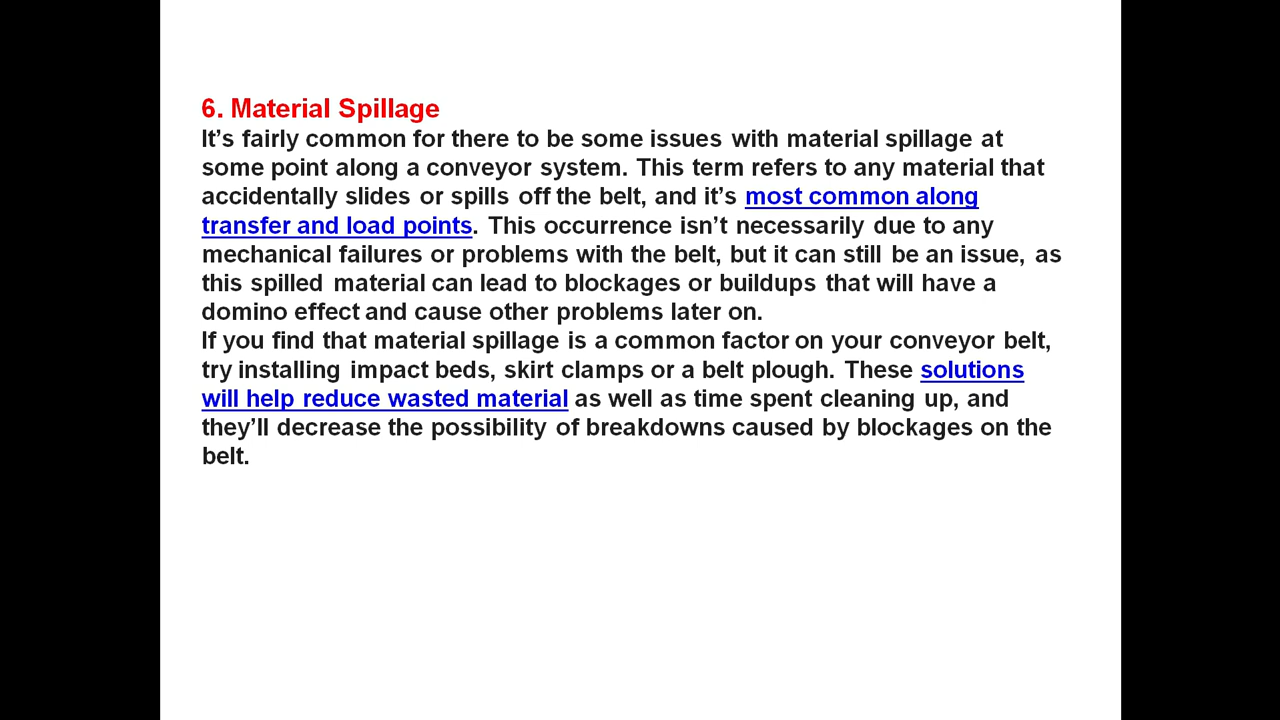 6. Material Spillage
It’s fairly common for there to be some issues with material spillage at
some point along a conveyor system. This term refers to any material that
accidentally slides or spills off the belt, and it’s most common along
transfer and load points. This occurrence isn’t necessarily due to any
mechanical failures or problems with the belt, but it can still be an issue, as
this spilled material can lead to blockages or buildups that will have a
domino effect and cause other problems later on.
If you find that material spillage is a common factor on your conveyor belt,
try installing impact beds, skirt clamps or a belt plough. These solutions
will help reduce wasted material as well as time spent cleaning up, and
they’ll decrease the possibility of breakdowns caused by blockages on the
belt.